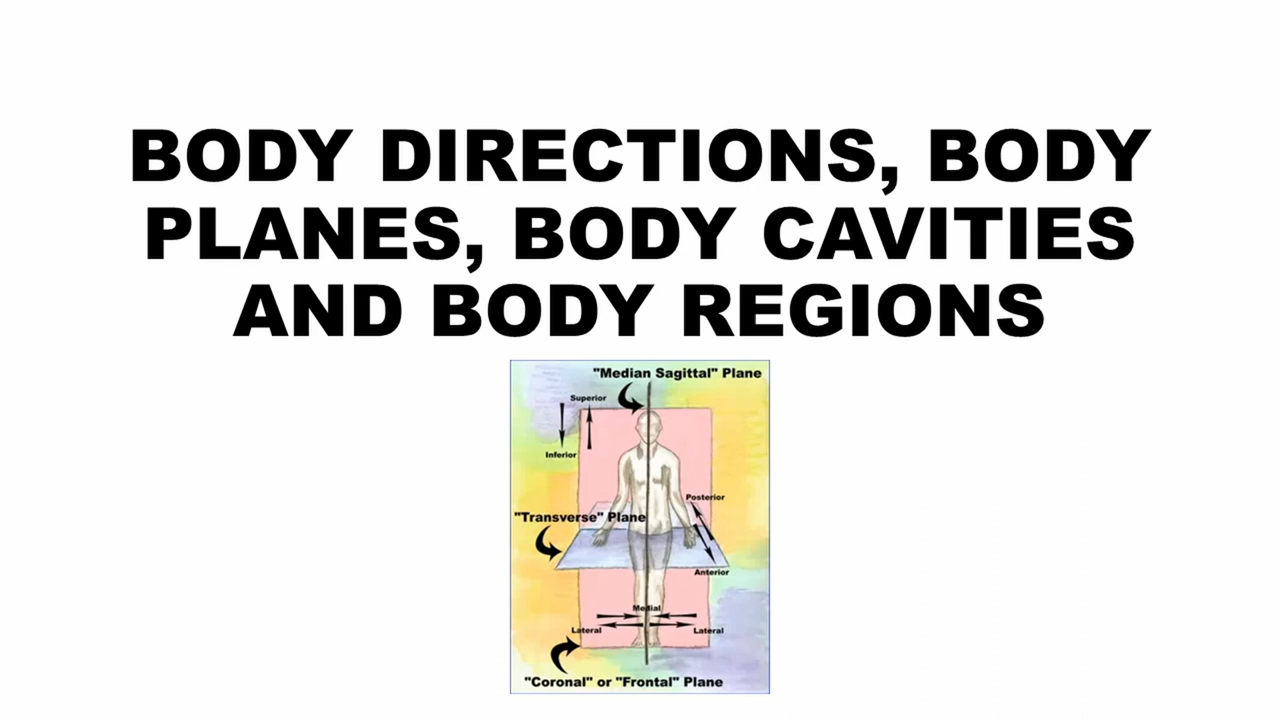 BODY DIRECTIONS, BODY
PLANES, BODY CAVITIES
AND BODY REGIONS
"Median Sagittal" Plane
Superior
Inferior
Posterior
"Transverse" Plane
Anterior
Medial
Lateral
Lateral
"Coronal" or "Frontal" Plane